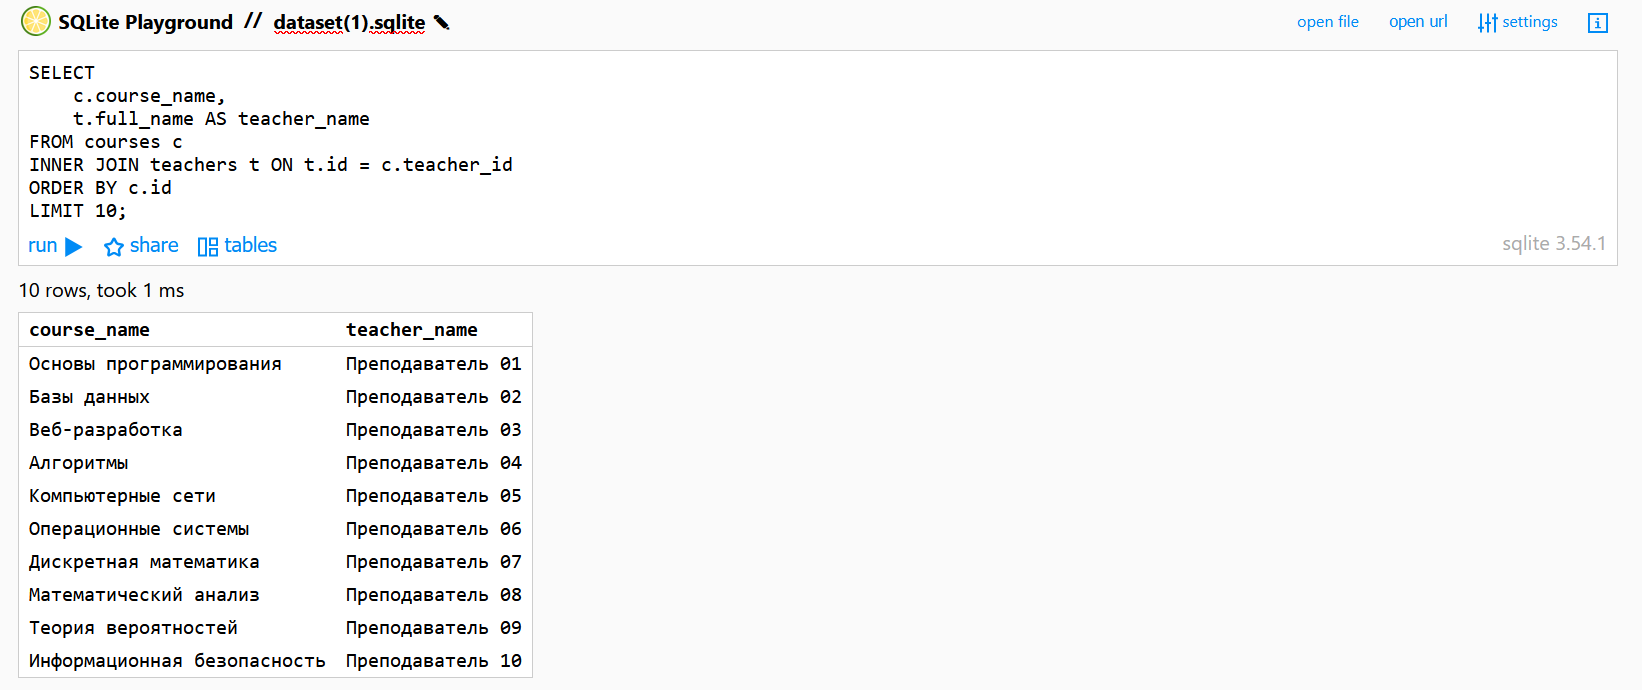 SQLite Playground // dataset(1).sqlite
open file open url settings
SELECT
    c.course_name,
    t.full_name AS teacher_name
FROM courses c
INNER JOIN teachers t ON t.id = c.teacher_id
ORDER BY c.id
LIMIT 10;
run share tables
sqlite 3.54.1
10 rows, took 1 ms
course_name teacher_name
Основы программирования Преподаватель 01
Базы данных Преподаватель 02
Веб-разработка Преподаватель 03
Алгоритмы Преподаватель 04
Компьютерные сети Преподаватель 05
Операционные системы Преподаватель 06
Дискретная математика Преподаватель 07
Математический анализ Преподаватель 08
Теория вероятностей Преподаватель 09
Информационная безопасность Преподаватель 10